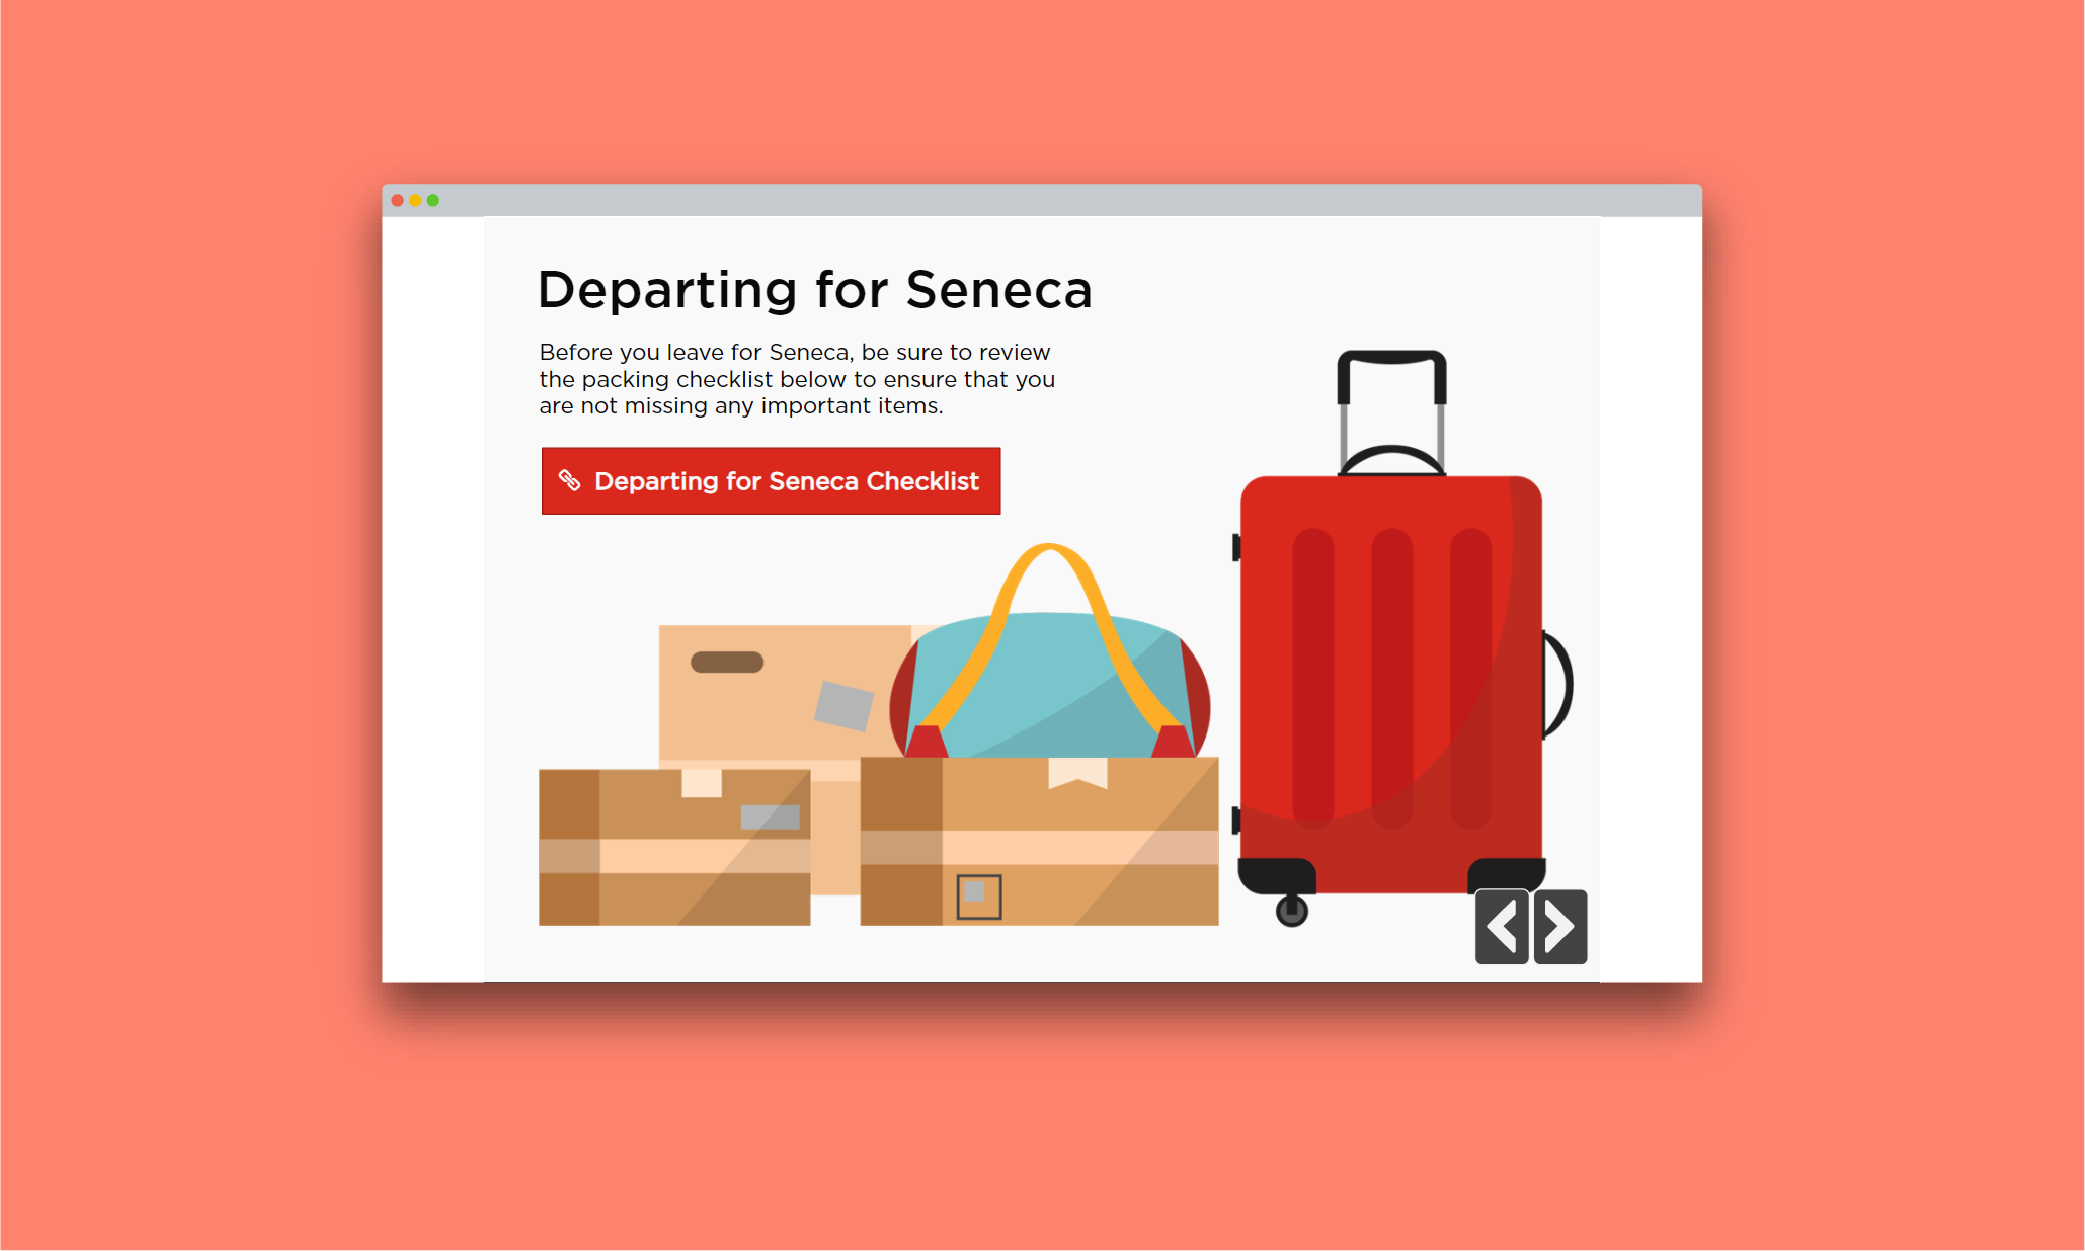 Departing for Seneca
Before you leave for Seneca, be sure to review
the packing checklist below to ensure that you
are not missing any important items.
Departing for Seneca Checklist